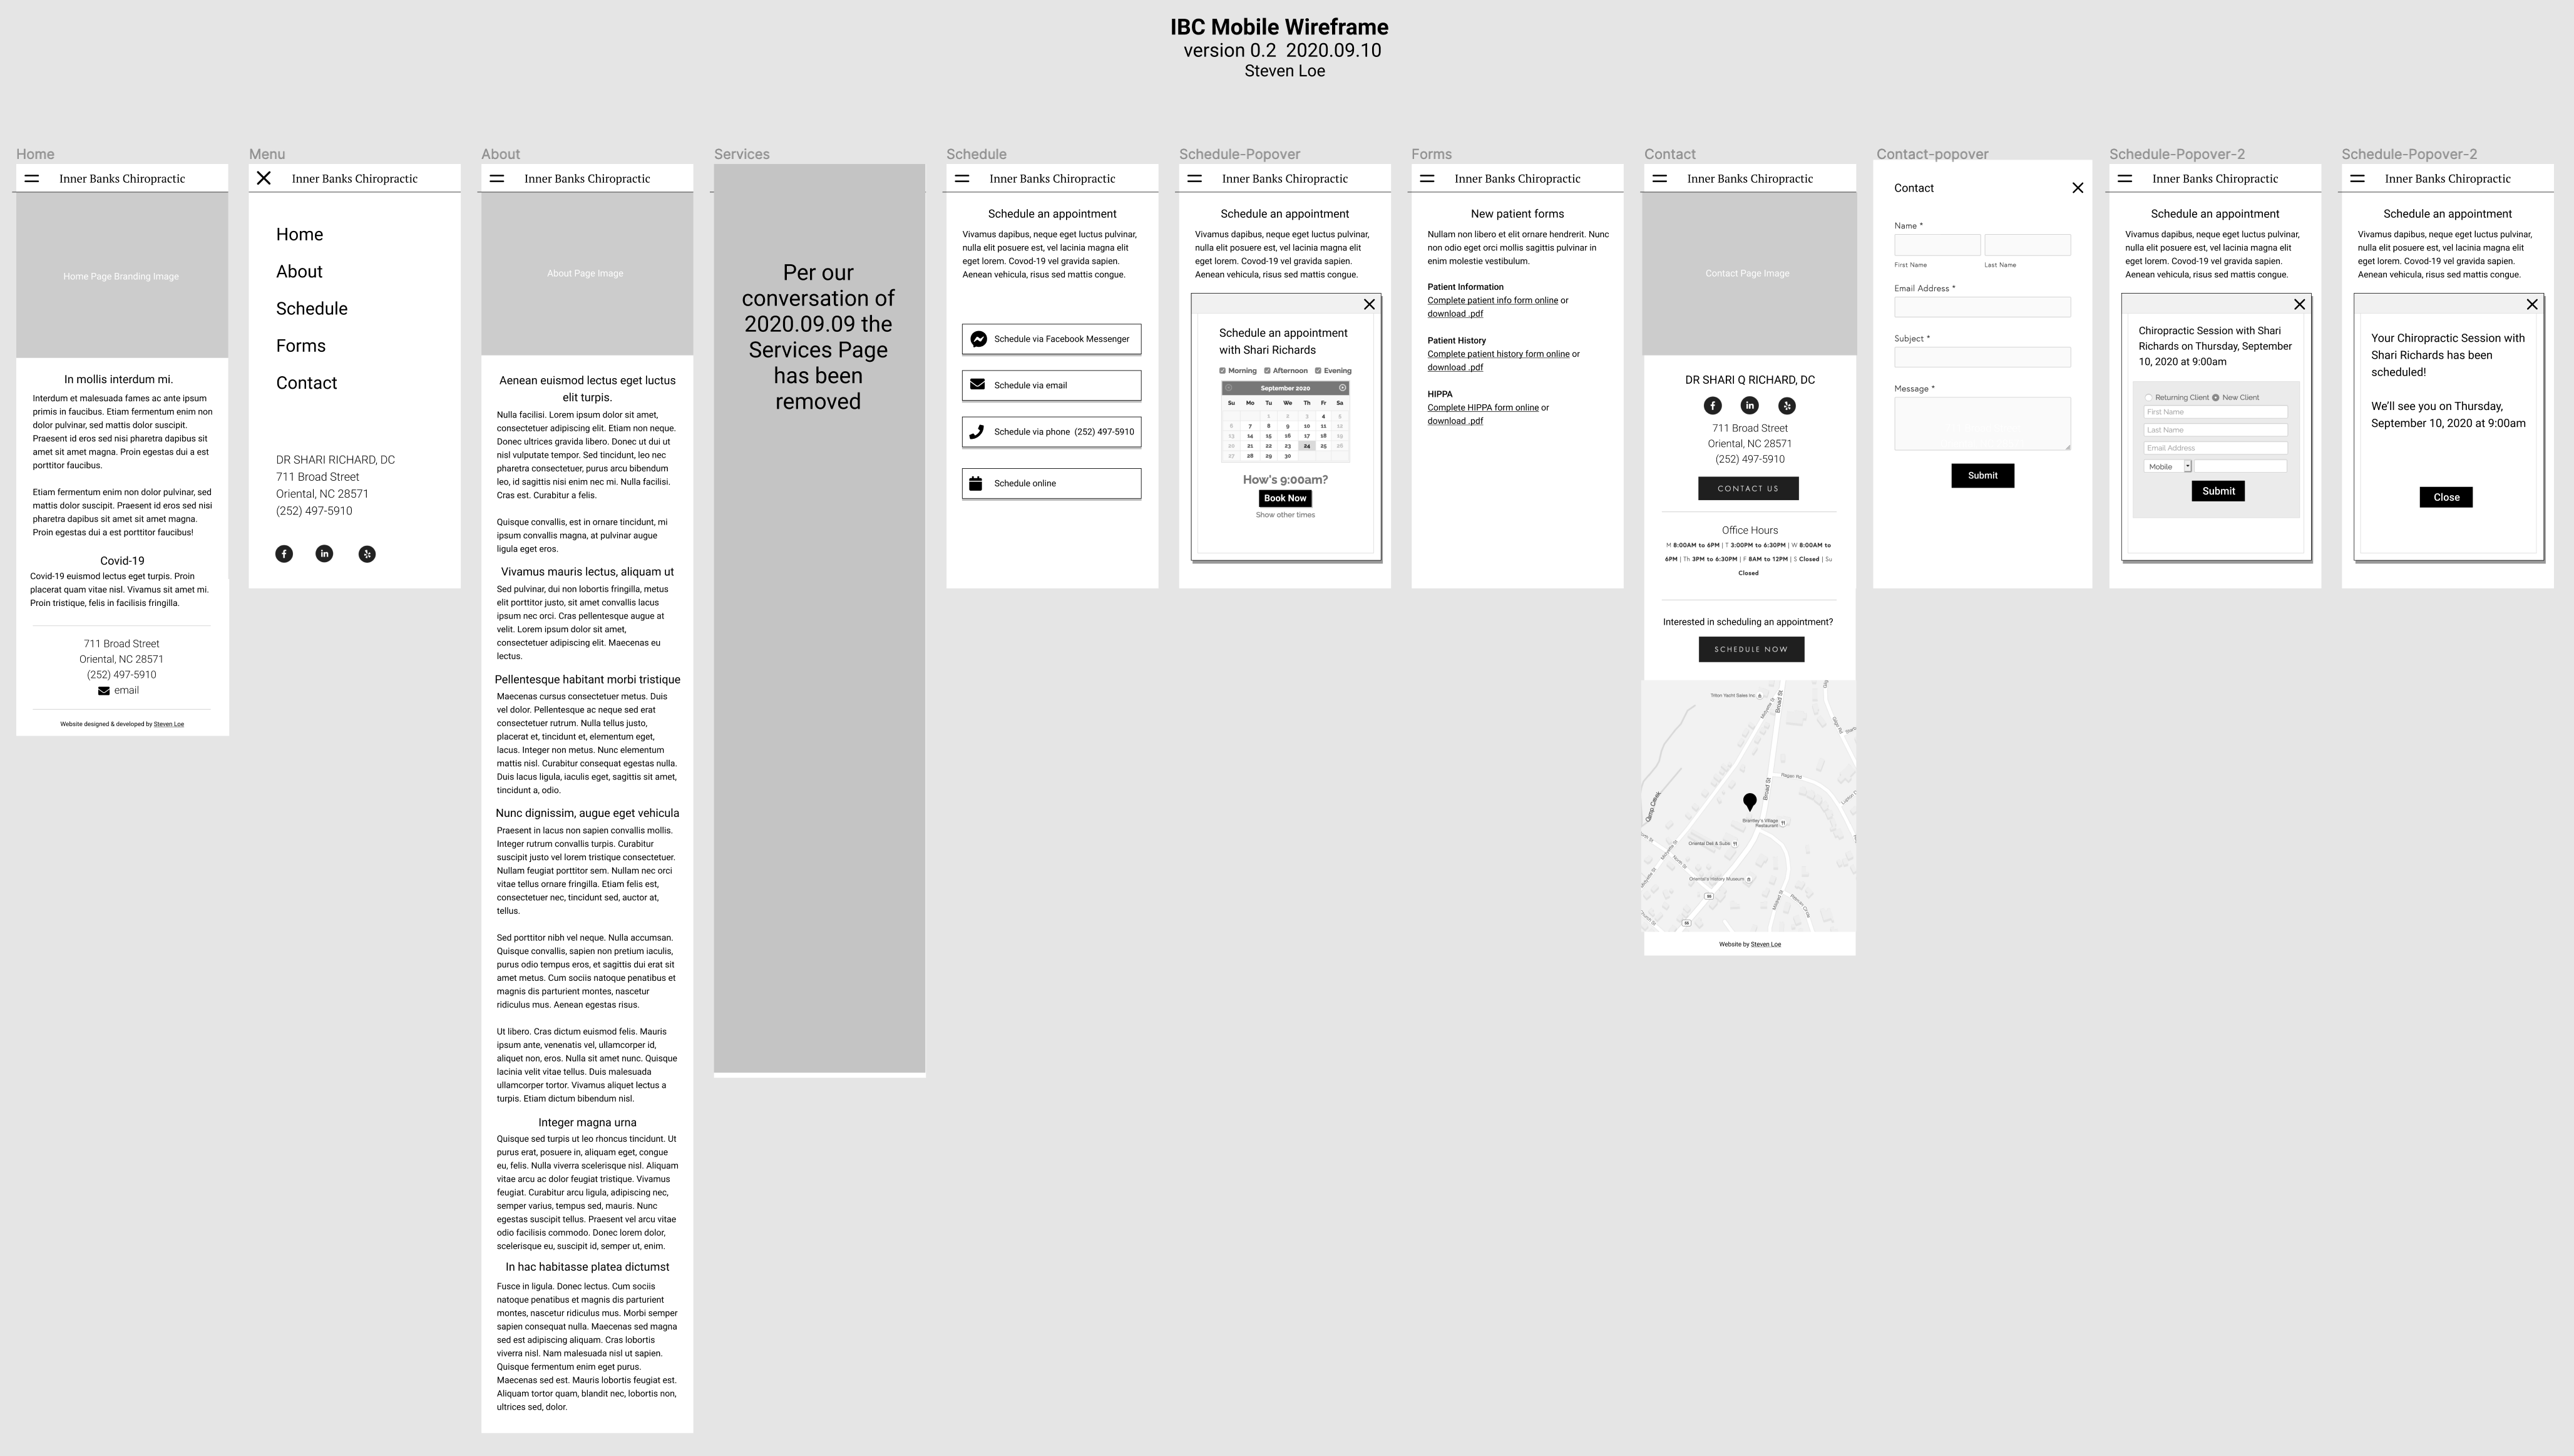 IBC Mobile Wireframe
version 0.2 2020.09.10
Steven Loe
Home
Inner Banks Chiropractic
Home Page Branding Image
In mollis interdum mi.
Interdum et malesuada fames ac ante ipsum
primis in faucibus. Etiam fermentum enim non
dolor pulvinar, sed mattis dolor suscipit.
Praesent id eros sed nisi pharetra dapibus sit
amet sit amet magna. Proin egestas dui a est
porttitor faucibus.
Etiam fermentum enim non dolor pulvinar, sed
mattis dolor suscipit. Praesent id eros sed nisi
pharetra dapibus sit amet sit amet magna.
Proin egestas dui a est porttitor faucibus!
Covid-19
Covid-19 euismod lectus eget turpis. Proin
placerat quam vitae nisl. Vivamus sit amet mi.
Proin tristique, felis in facilisis fringilla.
711 Broad Street
Oriental, NC 28571
(252) 497-5910
email
Website designed & developed by Steven Loe
Menu
Inner Banks Chiropractic
Home
About
Schedule
Forms
Contact
DR SHARI RICHARD, DC
711 Broad Street
Oriental, NC 28571
(252) 497-5910
About
Inner Banks Chiropractic
About Page Image
Aenean euismod lectus eget luctus
elit turpis.
Nulla facilisi. Lorem ipsum dolor sit amet,
consectetuer adipiscing elit. Etiam non neque.
Donec ultrices gravida libero. Donec ut dui ut
nisl vulputate tempor. Sed tincidunt, leo nec
pharetra consectetuer, purus arcu bibendum
leo, id sagittis nisi enim nec mi. Nulla facilisi.
Cras est. Curabitur a felis.
Quisque convallis, est in ornare tincidunt, mi
ipsum convallis magna, at pulvinar augue
ligula eget eros.
Vivamus mauris lectus, aliquam ut
Sed pulvinar, dui non lobortis fringilla, metus
elit porttitor justo, sit amet convallis lacus
ipsum nec orci. Cras pellentesque augue at
velit. Lorem ipsum dolor sit amet,
consectetuer adipiscing elit. Maecenas eu
lectus.
Pellentesque habitant morbi tristique
Maecenas cursus consectetuer metus. Duis
vel dolor. Pellentesque ac neque sed erat
consectetuer rutrum. Nulla tellus justo,
placerat et, tincidunt et, elementum eget,
lacus. Integer non metus. Nunc elementum
mattis nisl. Curabitur consequat egestas nulla.
Duis lacus ligula, iaculis eget, sagittis sit amet,
tincidunt a, odio.
Nunc dignissim, augue eget vehicula
Praesent in lacus non sapien convallis mollis.
Integer rutrum convallis turpis. Curabitur
suscipit justo vel lorem tristique consectetuer.
Nullam feugiat porttitor sem. Nullam nec orci
vitae tellus ornare fringilla. Etiam felis est,
consectetuer nec, tincidunt sed, auctor at,
tellus.
Sed porttitor nibh vel neque. Nulla accumsan.
Quisque convallis, sapien non pretium iaculis,
purus odio tempus eros, et sagittis dui erat sit
amet metus. Cum sociis natoque penatibus et
magnis dis parturient montes, nascetur
ridiculus mus. Aenean egestas risus.
Ut libero. Cras dictum euismod felis. Mauris
ipsum ante, venenatis vel, ullamcorper id,
aliquet non, eros. Nulla sit amet nunc. Quisque
lacinia velit vitae tellus. Duis malesuada
ullamcorper tortor. Vivamus aliquet lectus a
turpis. Etiam dictum bibendum nisl.
Integer magna urna
Quisque sed turpis ut leo rhoncus tincidunt. Ut
purus erat, posuere in, aliquam eget, congue
eu, felis. Nulla viverra scelerisque nisl. Aliquam
vitae arcu ac dolor feugiat tristique. Vivamus
feugiat. Curabitur arcu ligula, adipiscing nec,
semper varius, tempus sed, mauris. Nunc
egestas suscipit tellus. Praesent vel arcu vitae
odio facilisis commodo. Donec lorem dolor,
scelerisque eu, suscipit id, semper ut, enim.
In hac habitasse platea dictumst
Fusce in ligula. Donec lectus. Cum sociis
natoque penatibus et magnis dis parturient
montes, nascetur ridiculus mus. Morbi semper
sapien consequat nulla. Maecenas sed magna
sed est adipiscing aliquam. Cras lobortis
viverra nisl. Nam malesuada nisl ut sapien.
Quisque fermentum enim eget purus.
Maecenas sed est. Mauris lobortis feugiat est.
Aliquam tortor quam, blandit nec, lobortis non,
ultrices sed, dolor.
Services
Per our
conversation of
2020.09.09 the
Services Page
has been
removed
Schedule
Inner Banks Chiropractic
Schedule an appointment
Vivamus dapibus, neque eget luctus pulvinar,
nulla elit posuere est, vel lacinia magna elit
eget lorem. Covod-19 vel gravida sapien.
Aenean vehicula, risus sed mattis congue.
Schedule via Facebook Messenger
Schedule via email
Schedule via phone (252) 497-5910
Schedule online
Schedule-Popover
Inner Banks Chiropractic
Schedule an appointment
Vivamus dapibus, neque eget luctus pulvinar,
nulla elit posuere est, vel lacinia magna elit
eget lorem. Covod-19 vel gravida sapien.
Aenean vehicula, risus sed mattis congue.
Schedule an appointment
with Shari Richards
Morning Afternoon Evening
September 2020
Su Mo Tu We Th Fr Sa
1 2 3 4 5
6 7 8 9 10 11 12
13 14 15 16 17 18 19
20 21 22 23 24 25 26
27 28 29 30
How's 9:00am?
Book Now
Show other times
Forms
Inner Banks Chiropractic
New patient forms
Nullam non libero et elit ornare hendrerit. Nunc
non odio eget orci mollis sagittis pulvinar in
enim molestie vestibulum.
Patient Information
Complete patient info form online or
download .pdf
Patient History
Complete patient history form online or
download .pdf
HIPPA
Complete HIPPA form online or
download .pdf
Contact
Inner Banks Chiropractic
Contact Page Image
DR SHARI Q RICHARD, DC
711 Broad Street
Oriental, NC 28571
(252) 497-5910
CONTACT US
Office Hours
M 8:00AM to 6PM | T 3:00PM to 6:30PM | W 8:00AM to
6PM | Th 3PM to 6:30PM | F 8AM to 12PM | S Closed | Su
Closed
Interested in scheduling an appointment?
SCHEDULE NOW
Triton Yacht Sales Inc
Broad St
Midyette St
Ragan Rd
Broad St
Camp Creek
Brantley's Village
Restaurant
Oriental Deli & Subs
Oriental's History Museum
Mildred St
Website by Steven Loe
Contact-popover
Contact
Name *
First Name
Last Name
Email Address *
Subject *
Message *
Submit
Schedule-Popover-2
Inner Banks Chiropractic
Schedule an appointment
Vivamus dapibus, neque eget luctus pulvinar,
nulla elit posuere est, vel lacinia magna elit
eget lorem. Covod-19 vel gravida sapien.
Aenean vehicula, risus sed mattis congue.
Chiropractic Session with Shari
Richards on Thursday, September
10, 2020 at 9:00am
Returning Client New Client
First Name
Last Name
Email Address
Mobile
Submit
Schedule-Popover-2
Inner Banks Chiropractic
Schedule an appointment
Vivamus dapibus, neque eget luctus pulvinar,
nulla elit posuere est, vel lacinia magna elit
eget lorem. Covod-19 vel gravida sapien.
Aenean vehicula, risus sed mattis congue.
Your Chiropractic Session with
Shari Richards has been
scheduled!
We'll see you on Thursday,
September 10, 2020 at 9:00am
Close